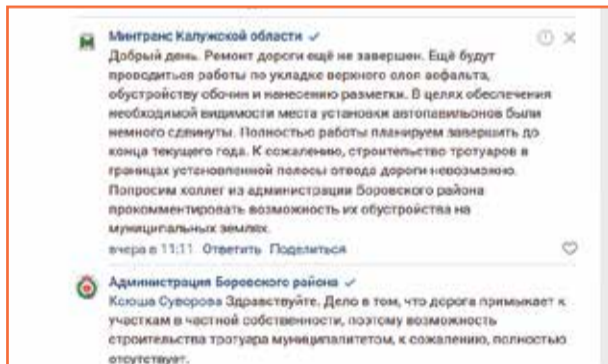 Минтранс Калужской области
Добрый день. Ремонт дороги ещё не завершен. Ещё будут
проводиться работы по укладке верхнего слоя асфальта,
обустройству обочин и нанесению разметки. В целях обеспечения
необходимой видимости места установки автопавильонов были
немного сдвинуты. Полностью работы планируем завершить до
конца текущего года. К сожалению, строительство тротуаров в
границах установленной полосы отвода дороги невозможно.
Попросим коллег из администрации Боровского района
прокомментировать возможность их обустройства на
муниципальных землях.
вчера в 11:11 Ответить Поделиться
Администрация Боровского района
Ксюша Суворова Здравствуйте. Дело в том, что дорога примыкает к
участкам в частной собственности, поэтому возможность
строительства тротуара муниципалитетом, к сожалению, полностью
отсутствует.